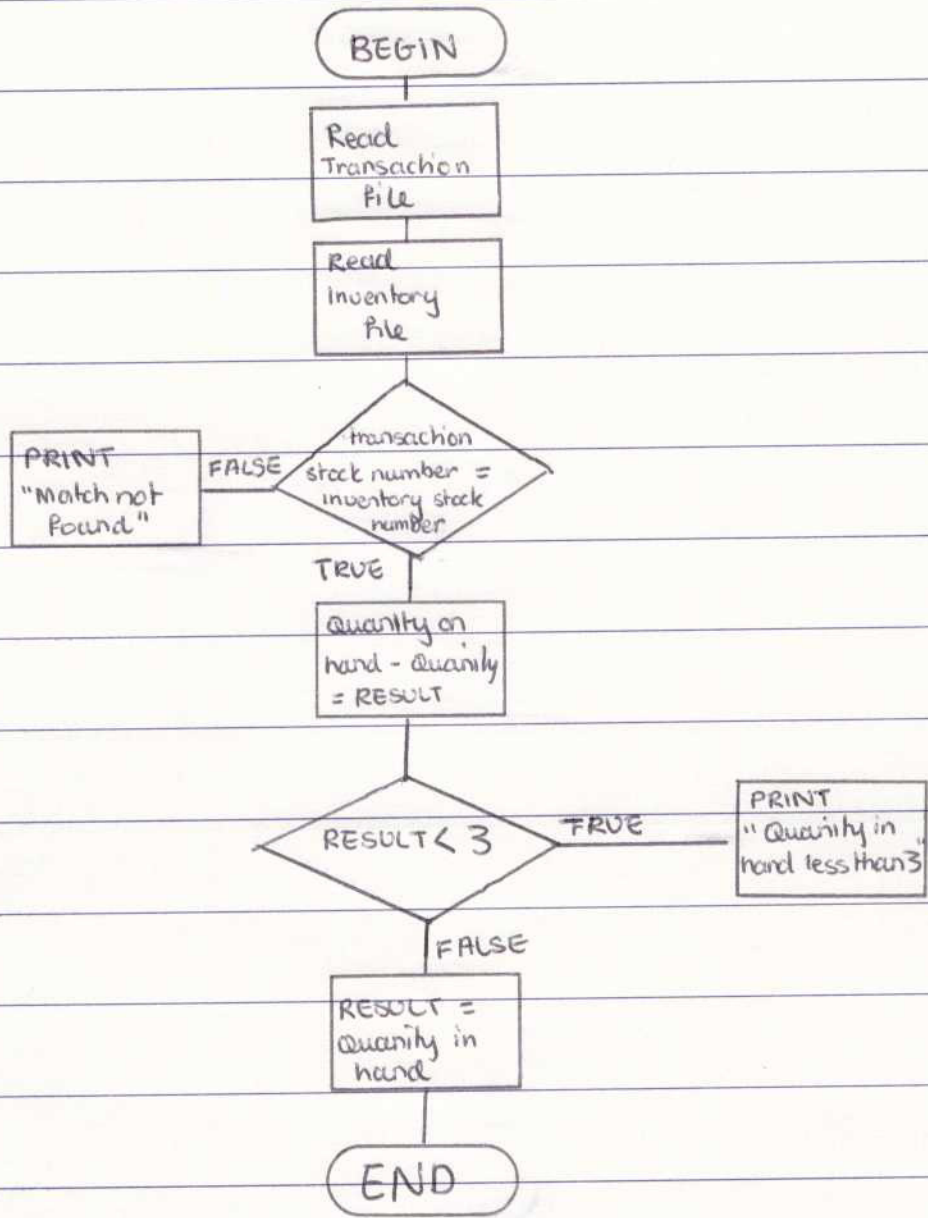 BEGIN
Read
Transaction
File
Read
inventory
file
transaction
stock number =
inventory stock
number
FALSE
PRINT
"Match not
Found"
TRUE
Quanity on
hand - Quanity
= RESULT
RESULT < 3
TRUE
PRINT
"Quanity in
hand less than 3"
FALSE
RESULT =
Quanity in
hand
END